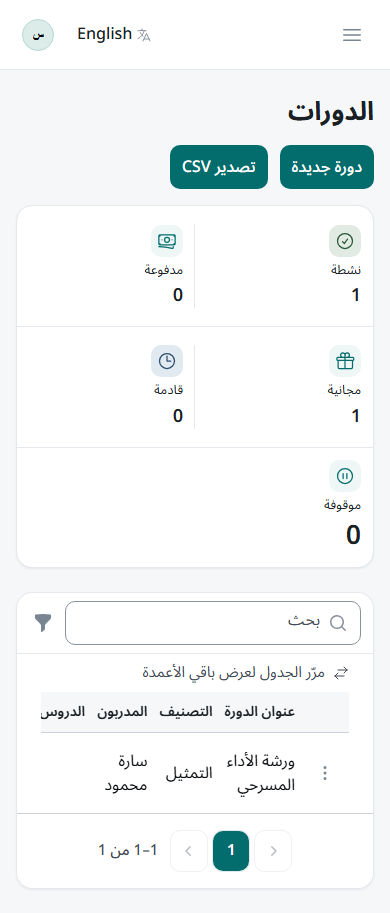 س
English
الدورات
دورة جديدة
تصدير CSV
نشطة
1
مدفوعة
0
مجانية
1
قادمة
0
موقوفة
0
بحث
مرّر الجدول لعرض باقي الأعمدة
عنوان الدورة التصنيف المدربون الدروس
ورشة الأداء المسرحي
التمثيل
سارة محمود
1
1–1 من 1